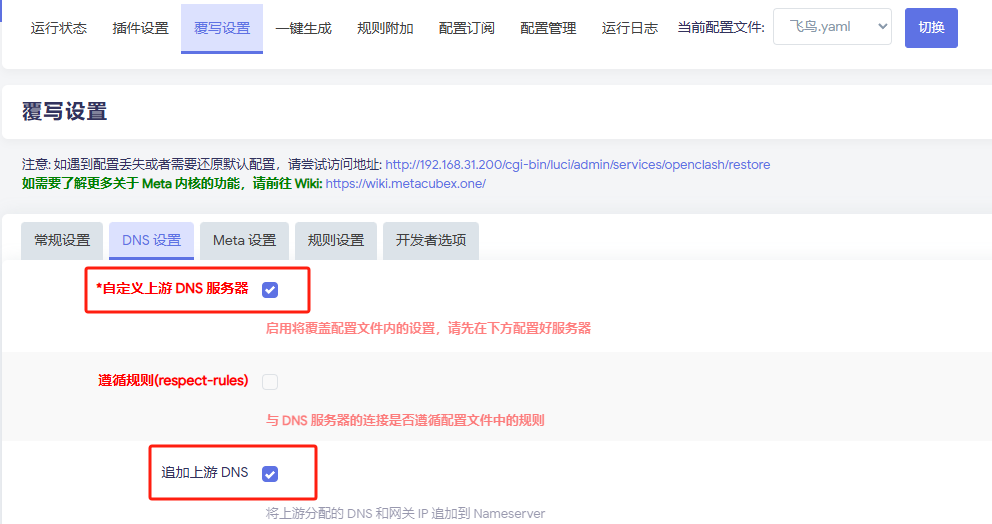 运行状态 插件设置 覆写设置 一键生成 规则附加 配置订阅 配置管理 运行日志 当前配置文件: 飞鸟.yaml 切换
覆写设置
注意: 如遇到配置丢失或者需要还原默认配置，请尝试访问地址: http://192.168.31.200/cgi-bin/luci/admin/services/openclash/restore
如需要了解更多关于 Meta 内核的功能，请前往 Wiki: https://wiki.metacubex.one/
常规设置 DNS 设置 Meta 设置 规则设置 开发者选项
*自定义上游 DNS 服务器
启用将覆盖配置文件内的设置，请先在下方配置好服务器
遵循规则(respect-rules)
与 DNS 服务器的连接是否遵循配置文件中的规则
追加上游 DNS
将上游分配的 DNS 和网关 IP 追加到 Nameserver